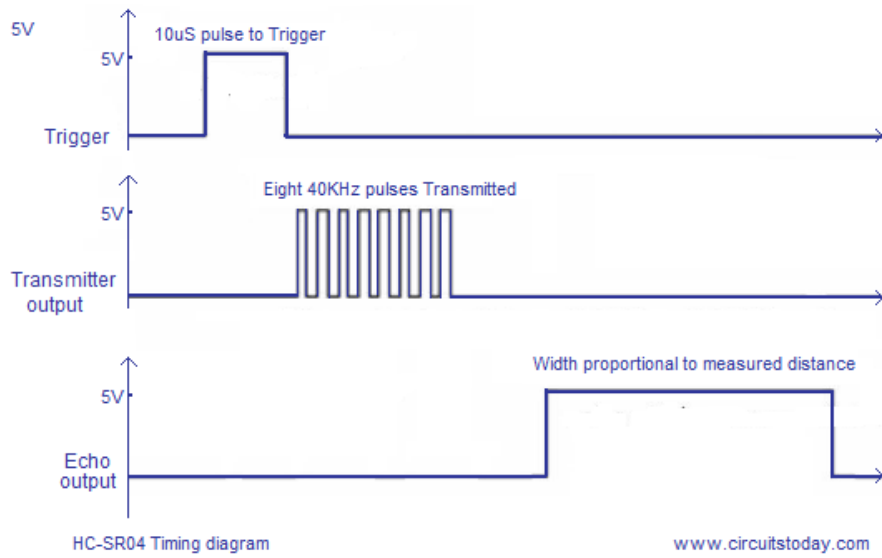 5V
10uS pulse to Trigger
5V
Trigger
Eight 40KHz pulses Transmitted
5V
Transmitter
output
Width proportional to measured distance
5V
Echo
output
HC-SR04 Timing diagram
www.circuitstoday.com